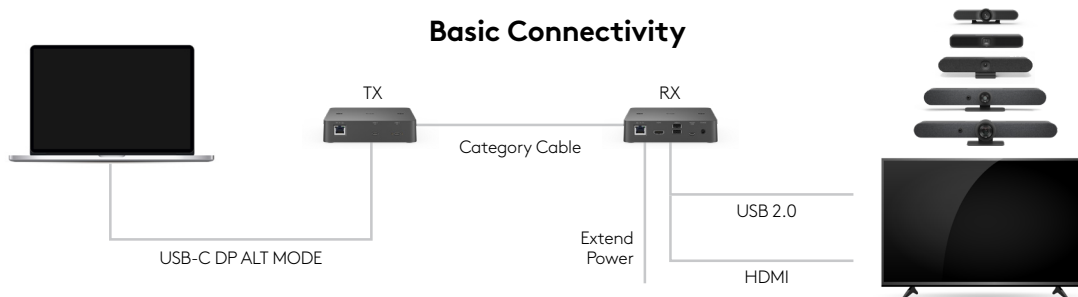 Basic Connectivity
TX
RX
Category Cable
USB 2.0
Extend
Power
USB-C DP ALT MODE
HDMI